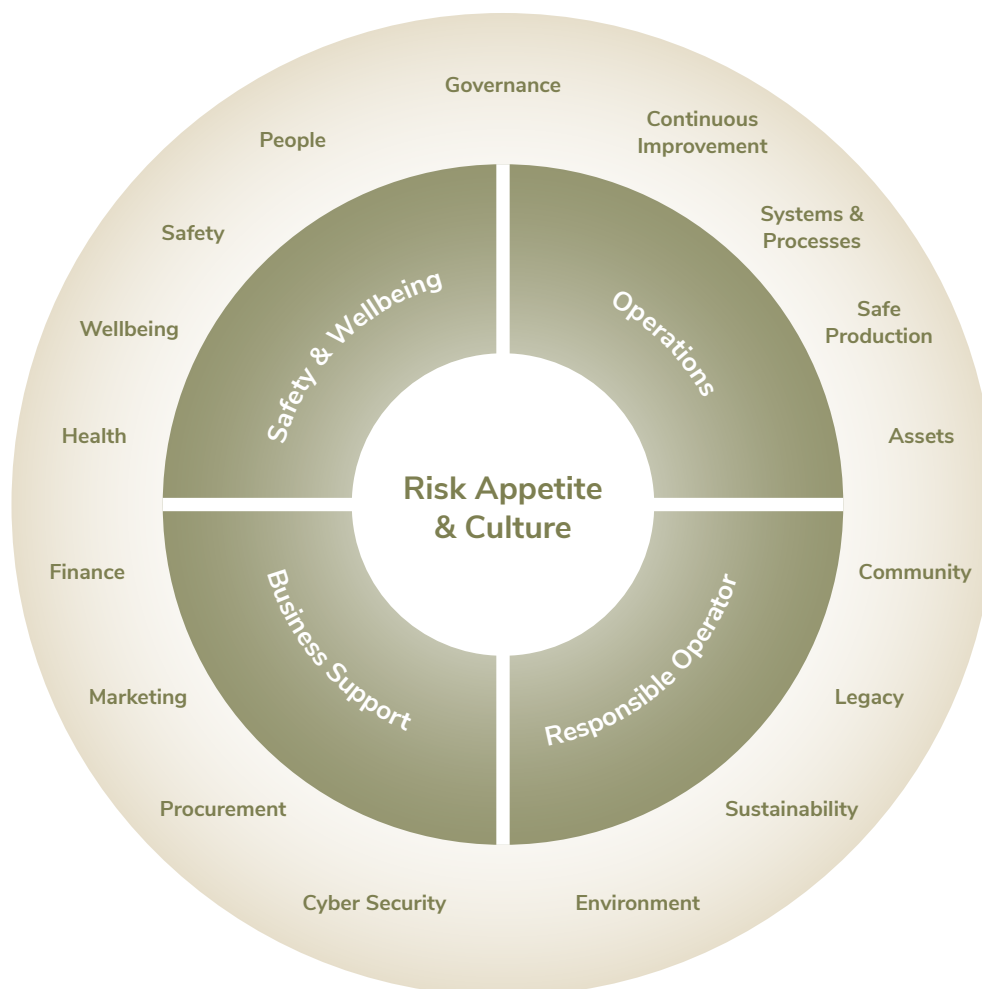 Governance
Continuous
Improvement
People
Systems &
Processes
Safety
Safe
Production
Wellbeing
Safety & Wellbeing
Operations
Health
Assets
Risk Appetite
& Culture
Finance
Community
Business Support
Responsible Operator
Marketing
Legacy
Procurement
Sustainability
Cyber Security
Environment